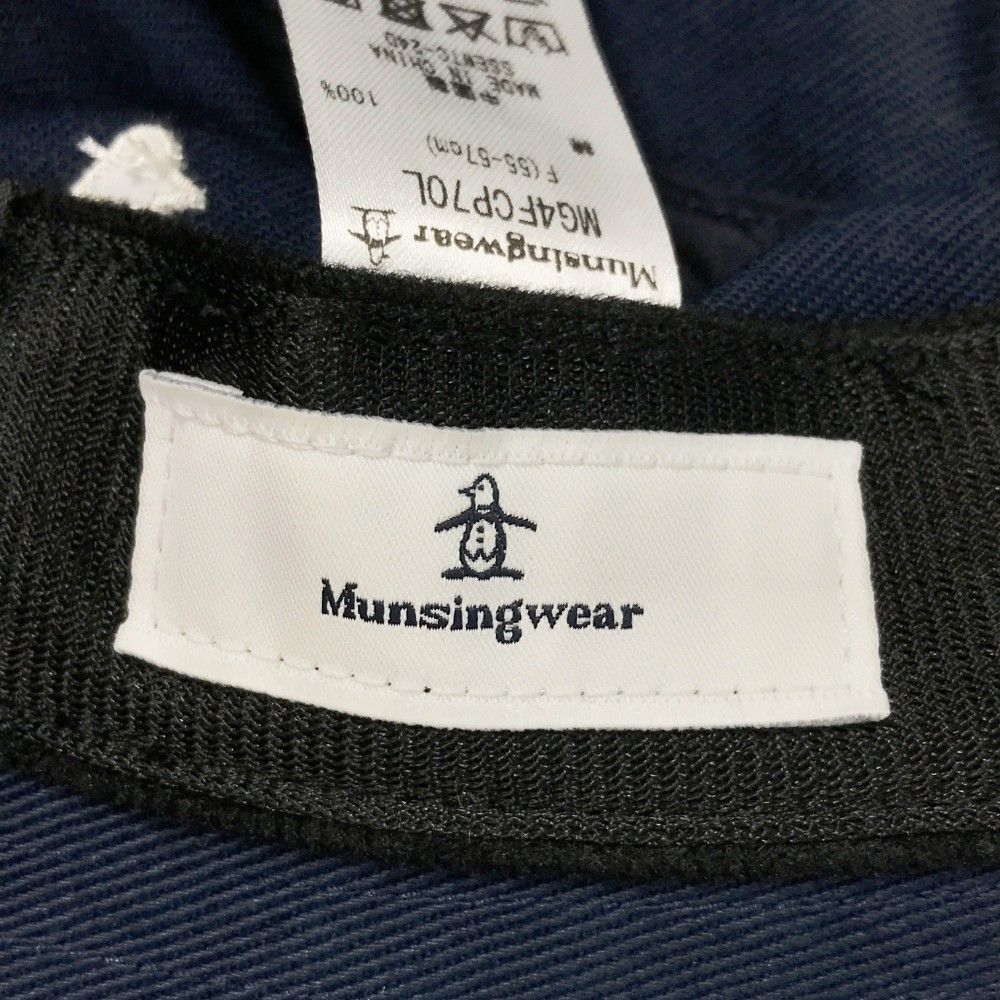 Munsingwear
MG4FCP70L
F (55-57cm)
100%
MADE IN CHINA
Munsingwear